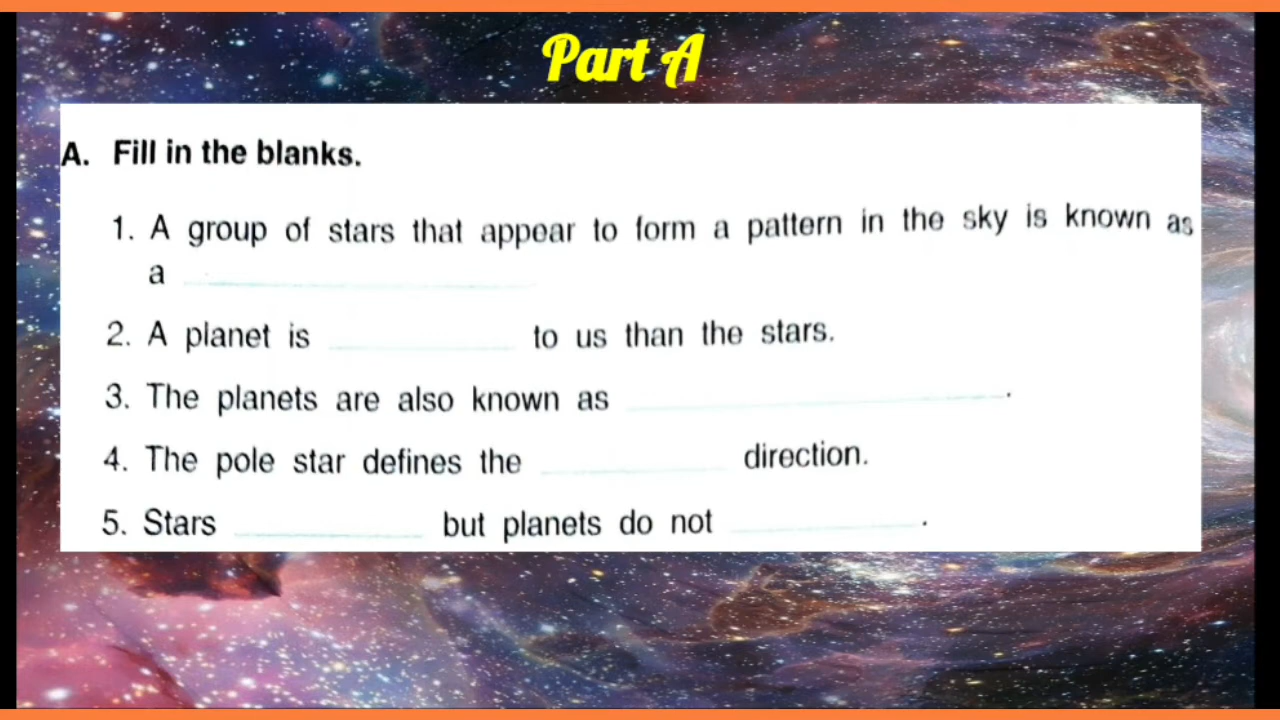 Part A
A. Fill in the blanks.
1. A group of stars that appear to form a pattern in the sky is known as
a
2. A planet is to us than the stars.
3. The planets are also known as .
4. The pole star defines the direction.
5. Stars but planets do not .